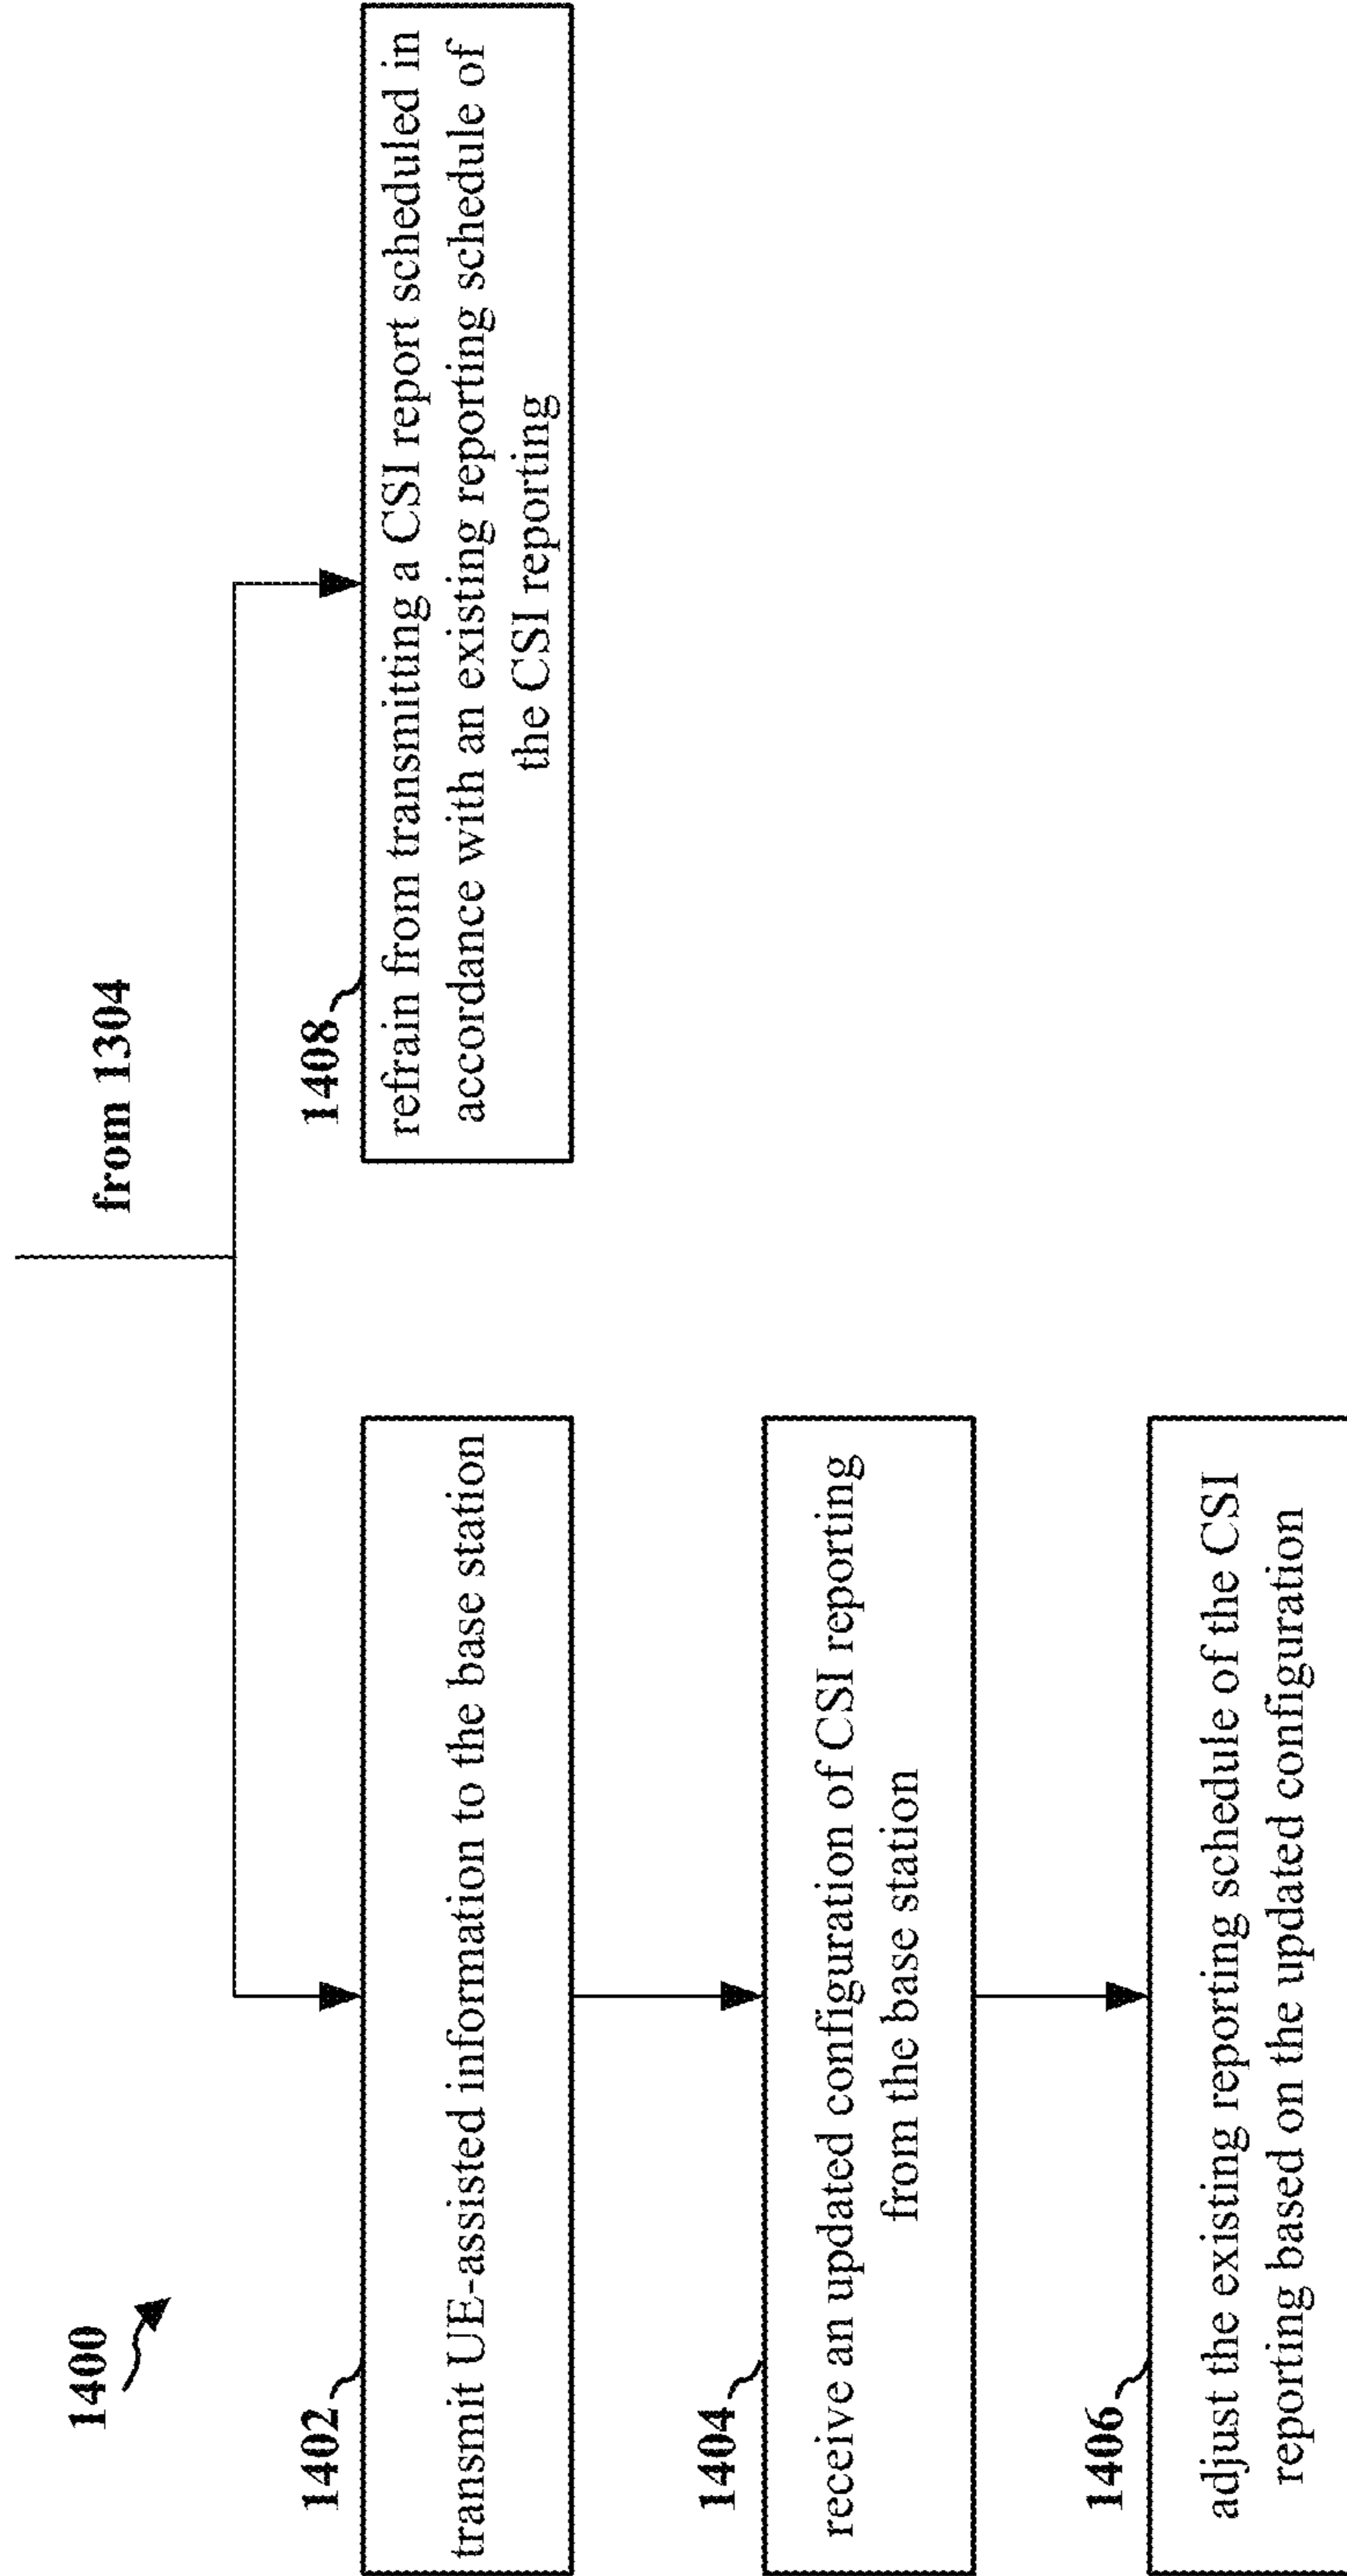 1400
from 1304
1402
transmit UE-assisted information to the base station
1404
receive an updated configuration of CSI reporting
from the base station
1406
adjust the existing reporting schedule of the CSI
reporting based on the updated configuration
1408
refrain from transmitting a CSI report scheduled in
accordance with an existing reporting schedule of
the CSI reporting